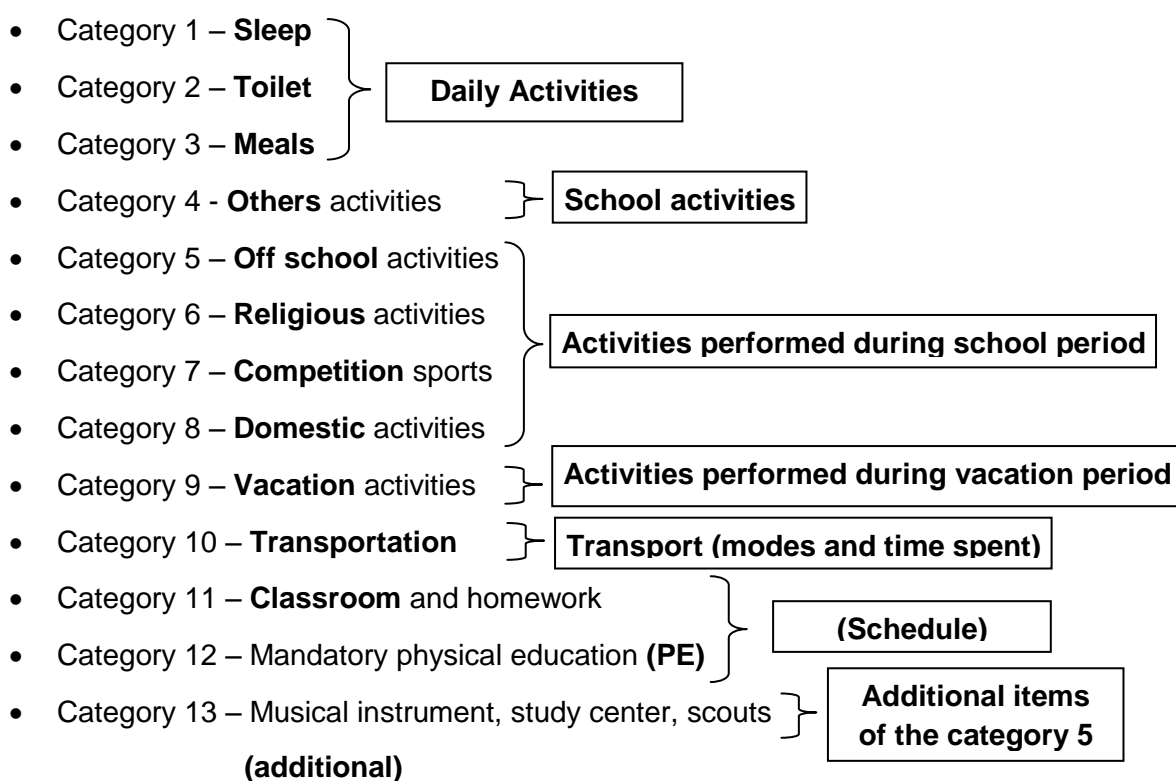 • Category 1 – Sleep
• Category 2 – Toilet
Daily Activities
• Category 3 – Meals
• Category 4 - Others activities
School activities
• Category 5 – Off school activities
• Category 6 – Religious activities
Activities performed during school period
• Category 7 – Competition sports
• Category 8 – Domestic activities
• Category 9 – Vacation activities
Activities performed during vacation period
• Category 10 – Transportation
Transport (modes and time spent)
• Category 11 – Classroom and homework
(Schedule)
• Category 12 – Mandatory physical education (PE)
• Category 13 – Musical instrument, study center, scouts
(additional)
Additional items
of the category 5